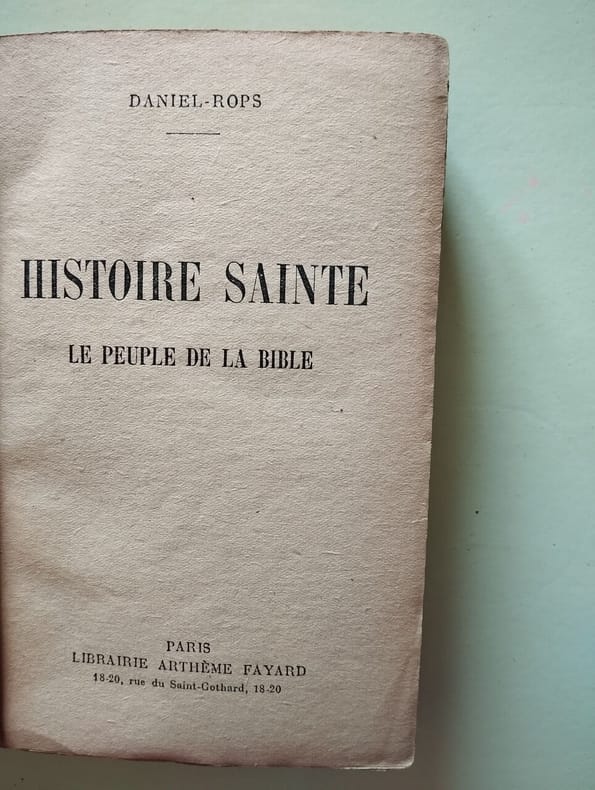 DANIEL-ROPS
HISTOIRE SAINTE
LE PEUPLE DE LA BIBLE
PARIS
LIBRAIRIE ARTHÈME FAYARD
18-20, rue du Saint-Gothard, 18-20